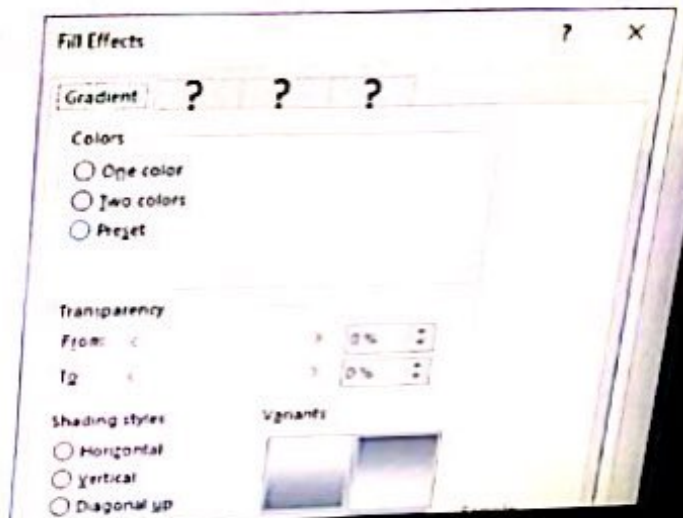 Fill Effects ? ×
Gradient ? ? ?
Colors
One color
Two colors
Preset
Transparency
From: < > 0 %
To: < > 0 %
Shading styles
Variants
Horizontal
Vertical
Diagonal up